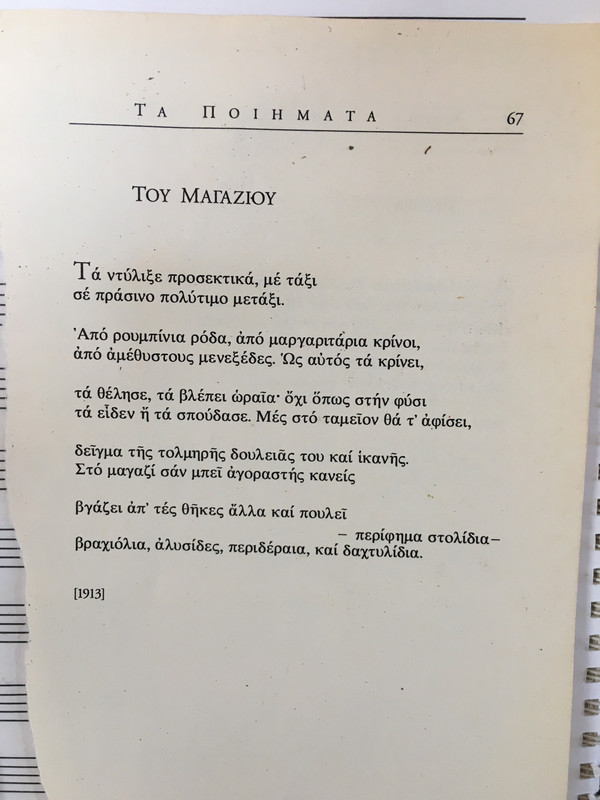 ΤΑ ΠΟΙΗΜΑΤΑ 67
ΤΟΥ ΜΑΓΑΖΙΟΥ
Τά ντύλιξε προσεκτικά, μέ τάξι
σέ πράσινο πολύτιμο μετάξι.
Ἀπό ρουμπίνια ρόδα, ἀπό μαργαριτάρια κρίνοι,
ἀπό ἀμέθυστους μενεξέδες. Ὡς αὐτός τά κρίνει,
τά θέλησε, τά βλέπει ὡραῖα· ὄχι ὅπως στήν φύσι
τά εἶδεν ἤ τά σπούδασε. Μές στό ταμεῖον θά τ' ἀφίσει,
δεῖγμα τῆς τολμηρῆς δουλειᾶς του καί ἱκανῆς.
Στό μαγαζί σάν μπεῖ ἀγοραστής κανείς
βγάζει ἀπ' τές θῆκες ἄλλα καί πουλεῖ
– περίφημα στολίδια–
βραχιόλια, ἁλυσίδες, περιδέραια, καί δαχτυλίδια.
[1913]